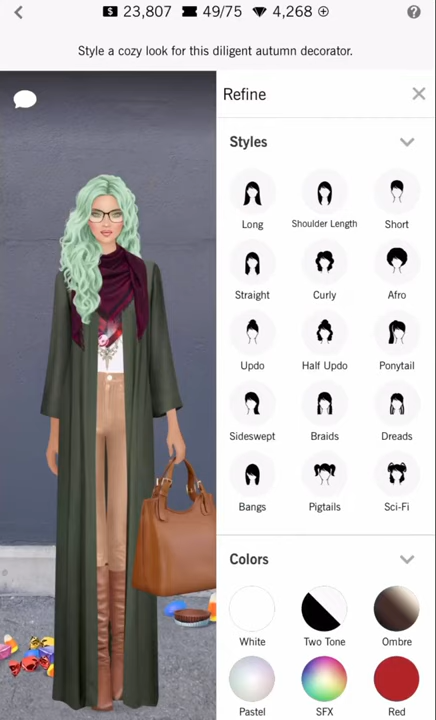 $ 23,807 49/75 4,268
?
Style a cozy look for this diligent autumn decorator.
Refine
Styles
Long Shoulder Length Short
Straight Curly Afro
Updo Half Updo Ponytail
Sideswept Braids Dreads
Bangs Pigtails Sci-Fi
Colors
White Two Tone Ombre
Pastel SFX Red